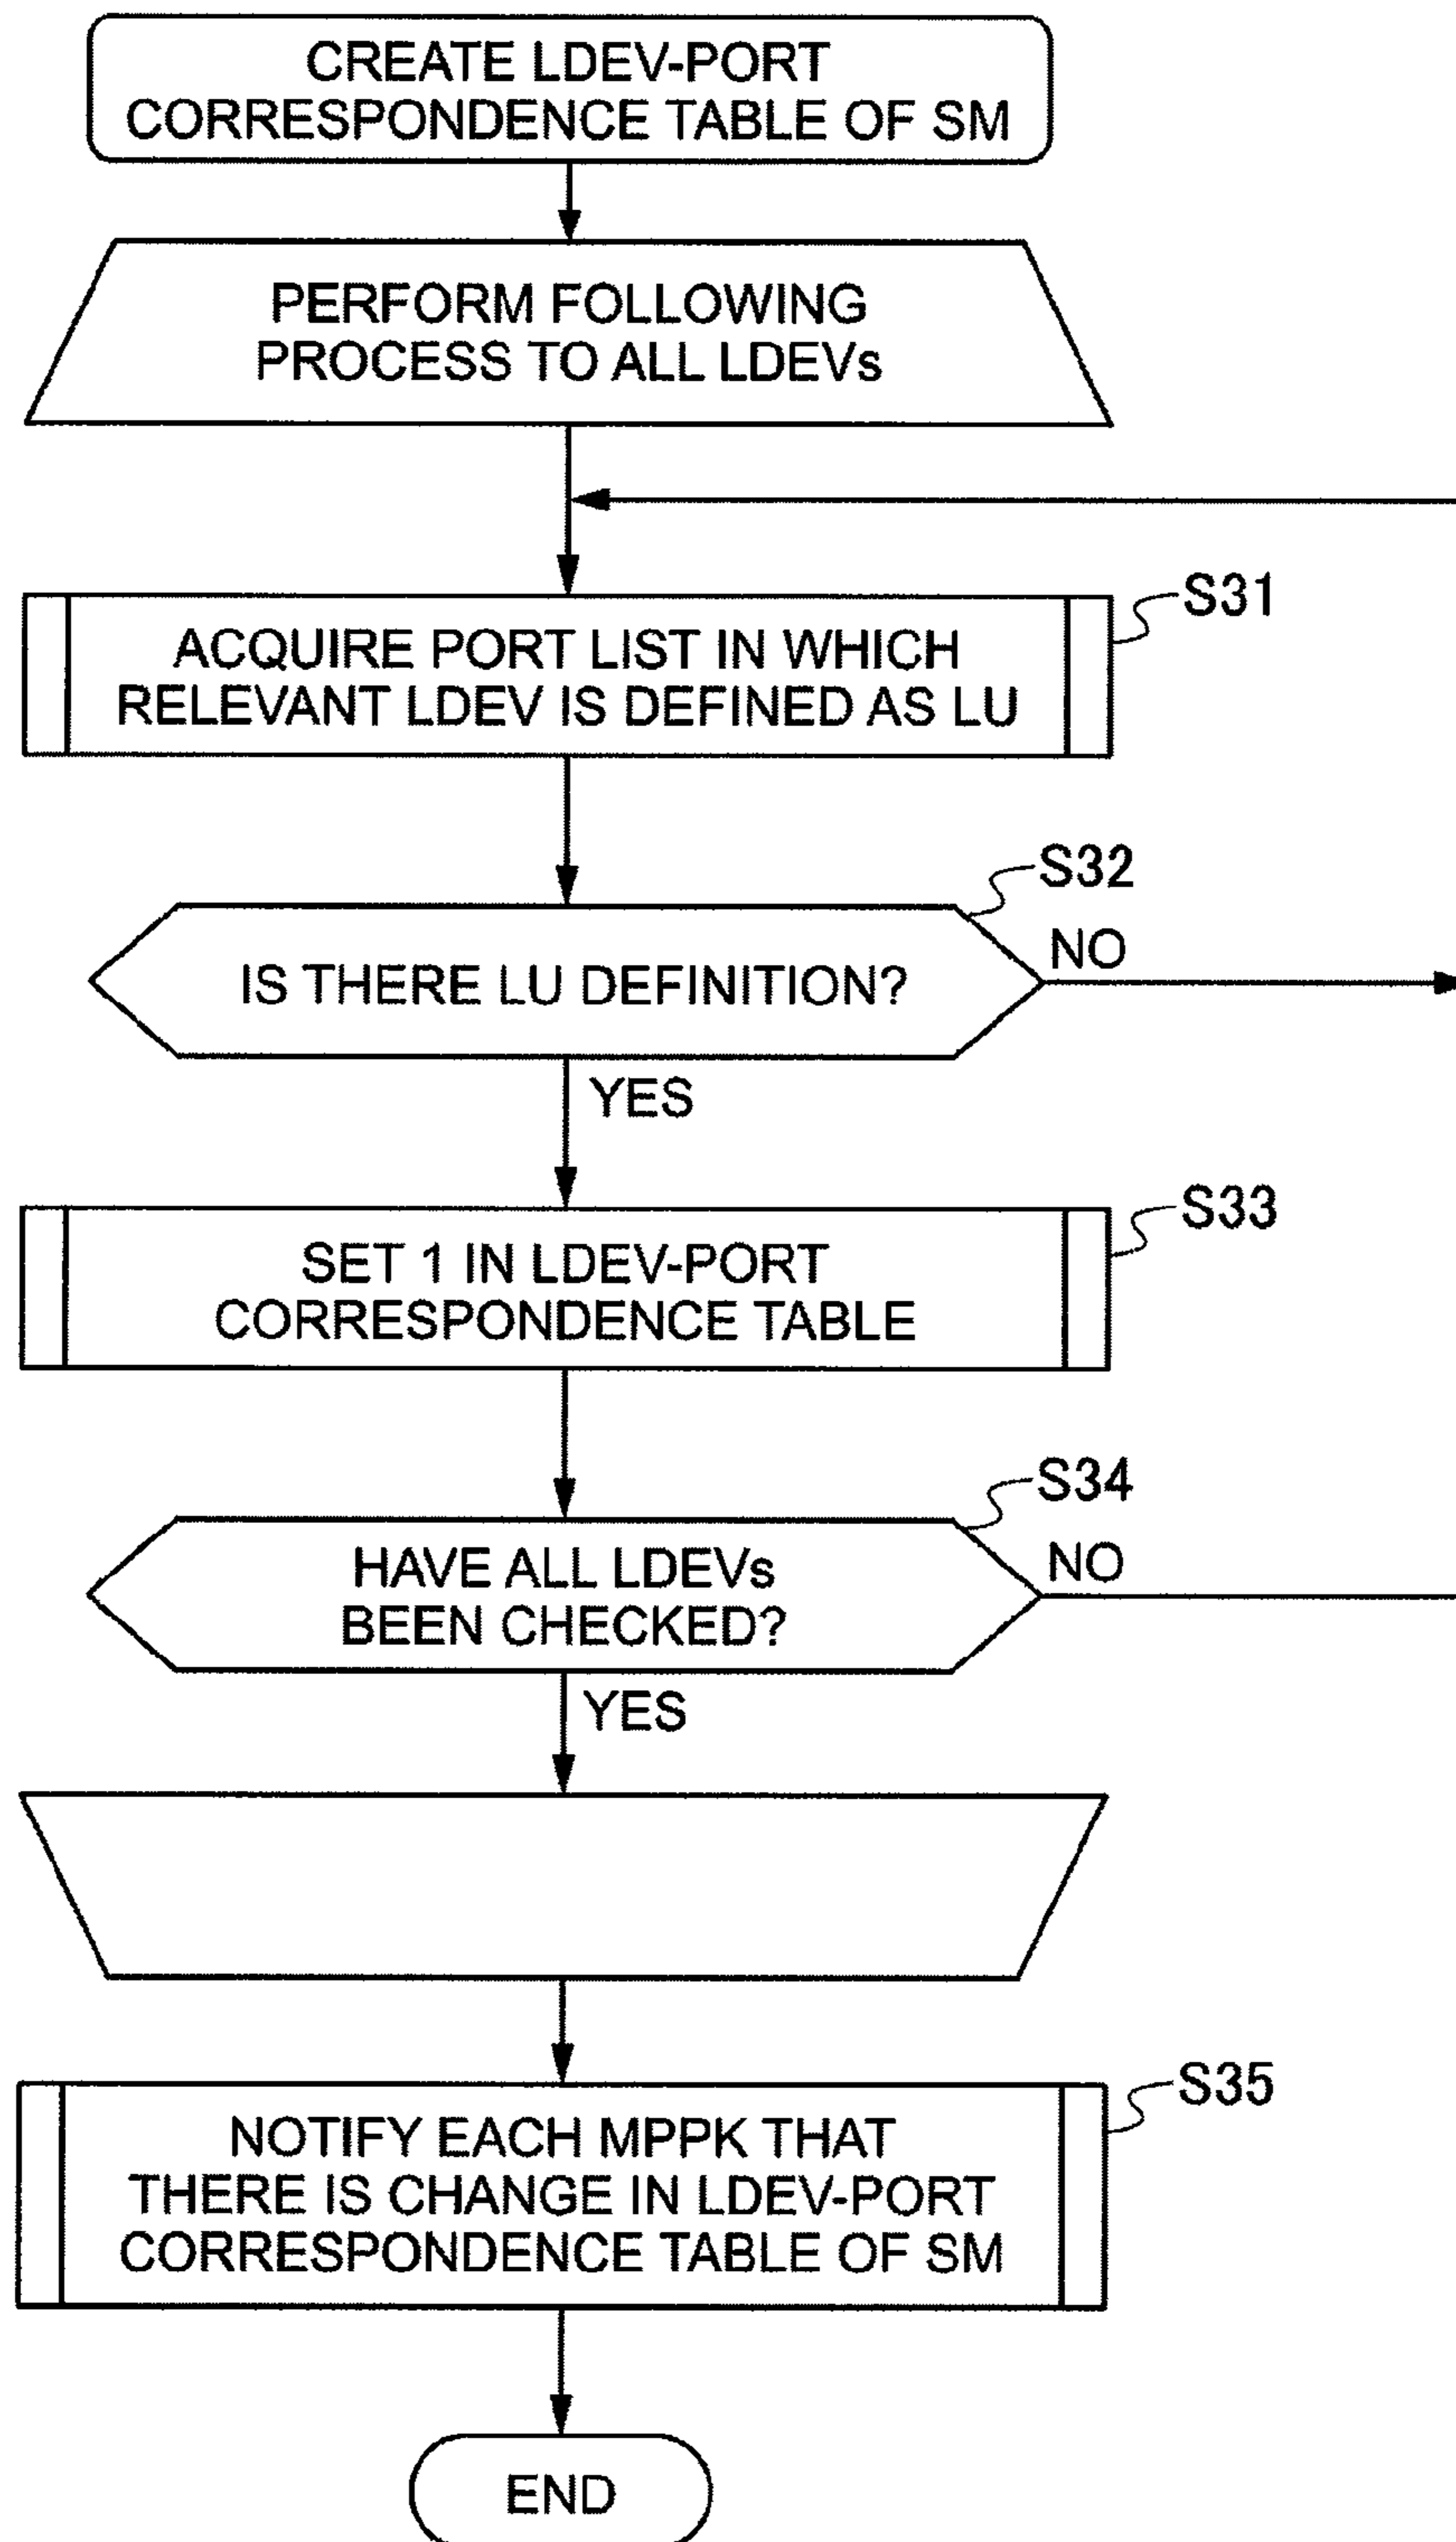 CREATE LDEV-PORT
CORRESPONDENCE TABLE OF SM
PERFORM FOLLOWING
PROCESS TO ALL LDEVs
S31
ACQUIRE PORT LIST IN WHICH
RELEVANT LDEV IS DEFINED AS LU
S32
NO
IS THERE LU DEFINITION?
YES
S33
SET 1 IN LDEV-PORT
CORRESPONDENCE TABLE
S34
NO
HAVE ALL LDEVs
BEEN CHECKED?
YES
S35
NOTIFY EACH MPPK THAT
THERE IS CHANGE IN LDEV-PORT
CORRESPONDENCE TABLE OF SM
END